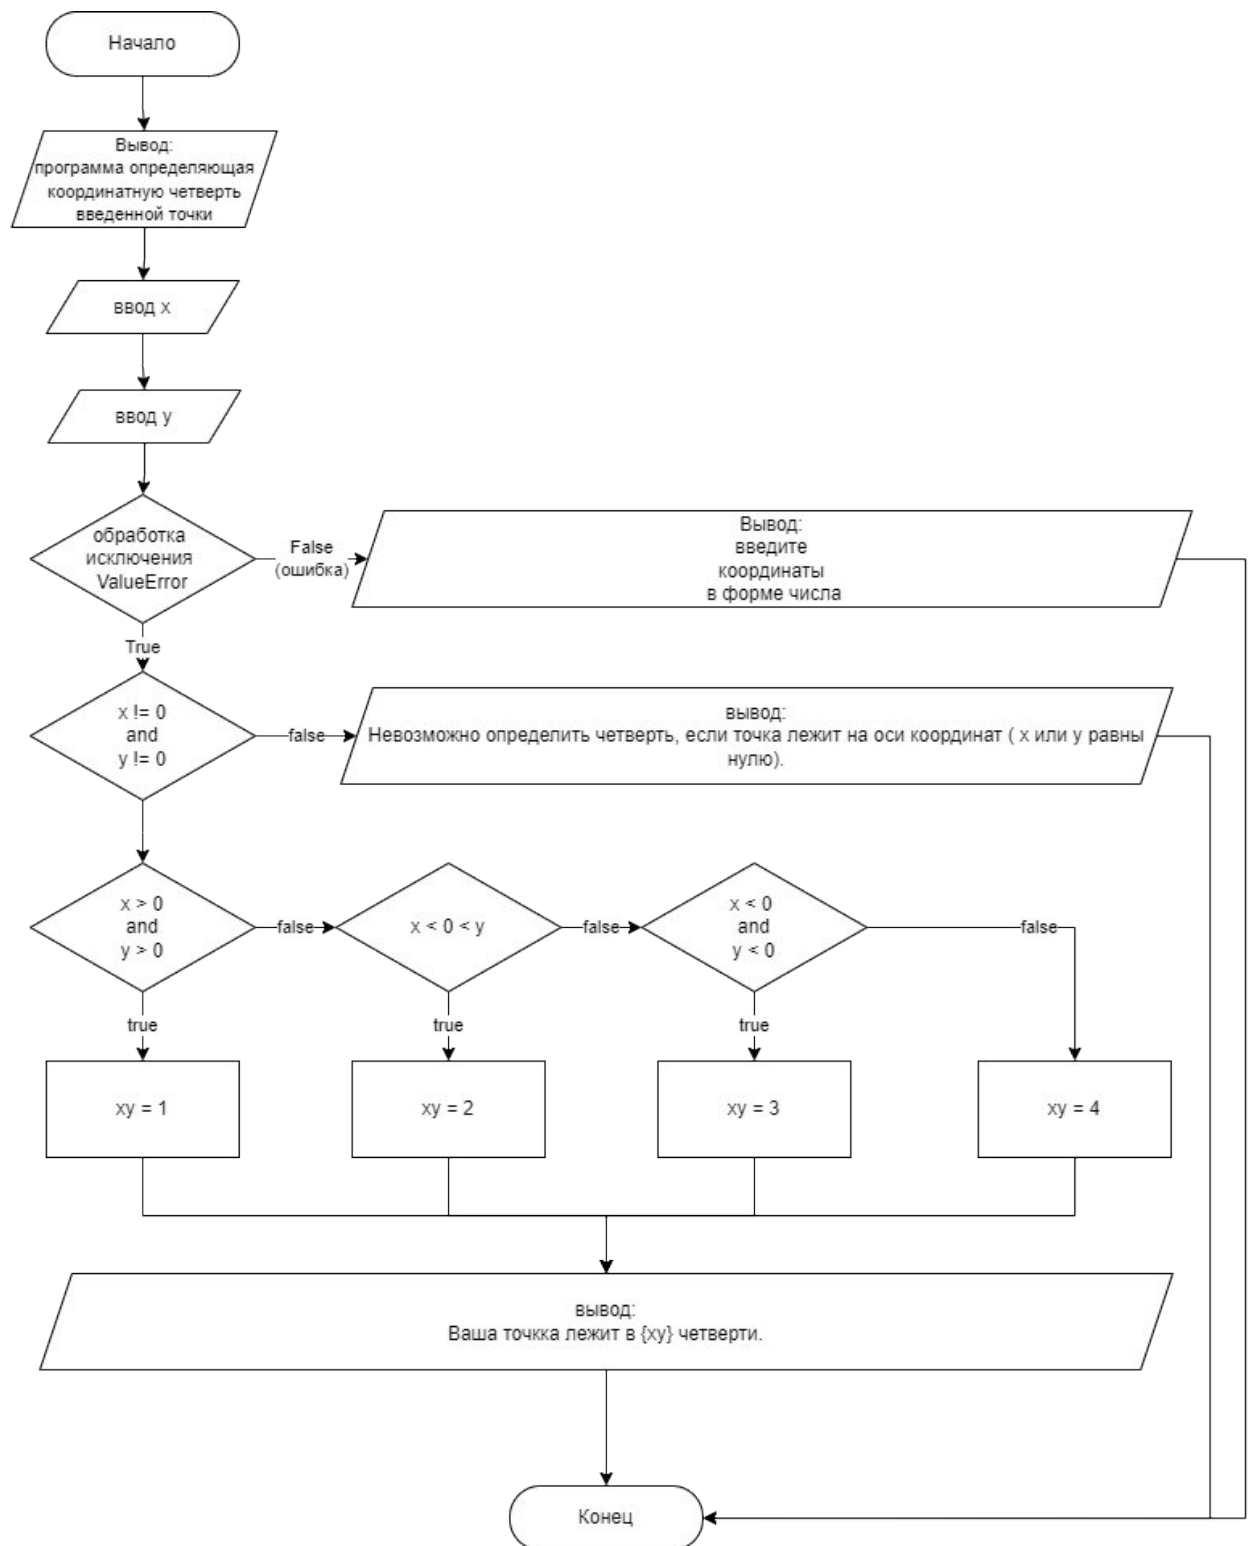 Начало
Вывод:
программа определяющая
координатную четверть
введенной точки
ввод x
ввод y
обработка
исключения
ValueError
False
(ошибка)
Вывод:
введите
координаты
в форме числа
True
x != 0
and
y != 0
false
вывод:
Невозможно определить четверть, если точка лежит на оси координат ( x или y равны
нулю).
x > 0
and
y > 0
false
x < 0 < y
false
x < 0
and
y < 0
false
true
true
true
xy = 1
xy = 2
xy = 3
xy = 4
вывод:
Ваша точкка лежит в {xy} четверти.
Конец